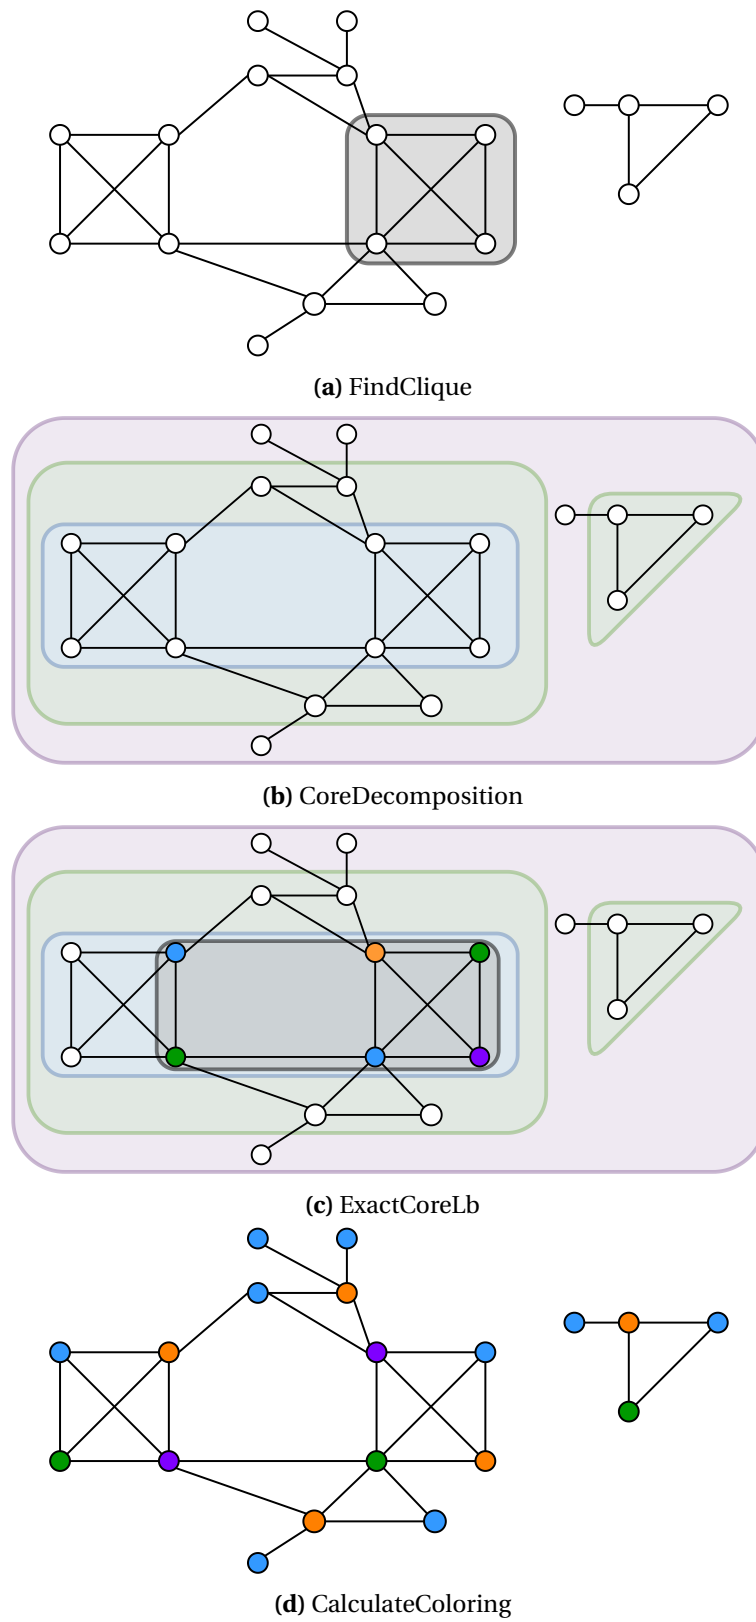 (a) FindClique
(b) CoreDecomposition
(c) ExactCoreLb
(d) CalculateColoring